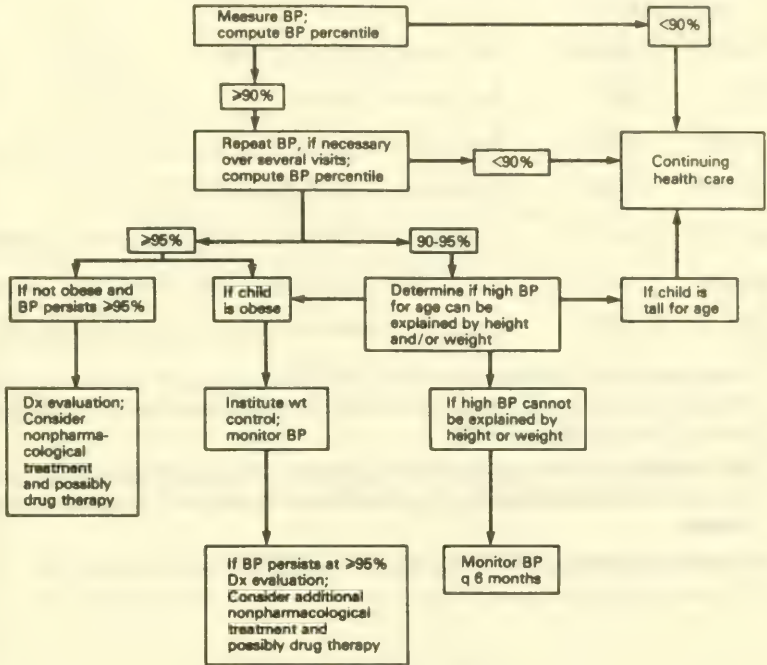 Measure BP;
compute BP percentile
<90%
≥90%
Repeat BP, if necessary
over several visits;
compute BP percentile
<90%
Continuing
health care
≥95%
90-95%
If not obese and
BP persists ≥95%
If child
is obese
Determine if high BP
for age can be
explained by height
and/or weight
If child is
tall for age
Dx evaluation;
Consider
nonpharma-
cological
treatment
and possibly
drug therapy
Institute wt
control;
monitor BP
If high BP cannot
be explained by
height or weight
If BP persists at ≥95%
Dx evaluation;
Consider additional
nonpharmacological
treatment and
possibly drug therapy
Monitor BP
q 6 months